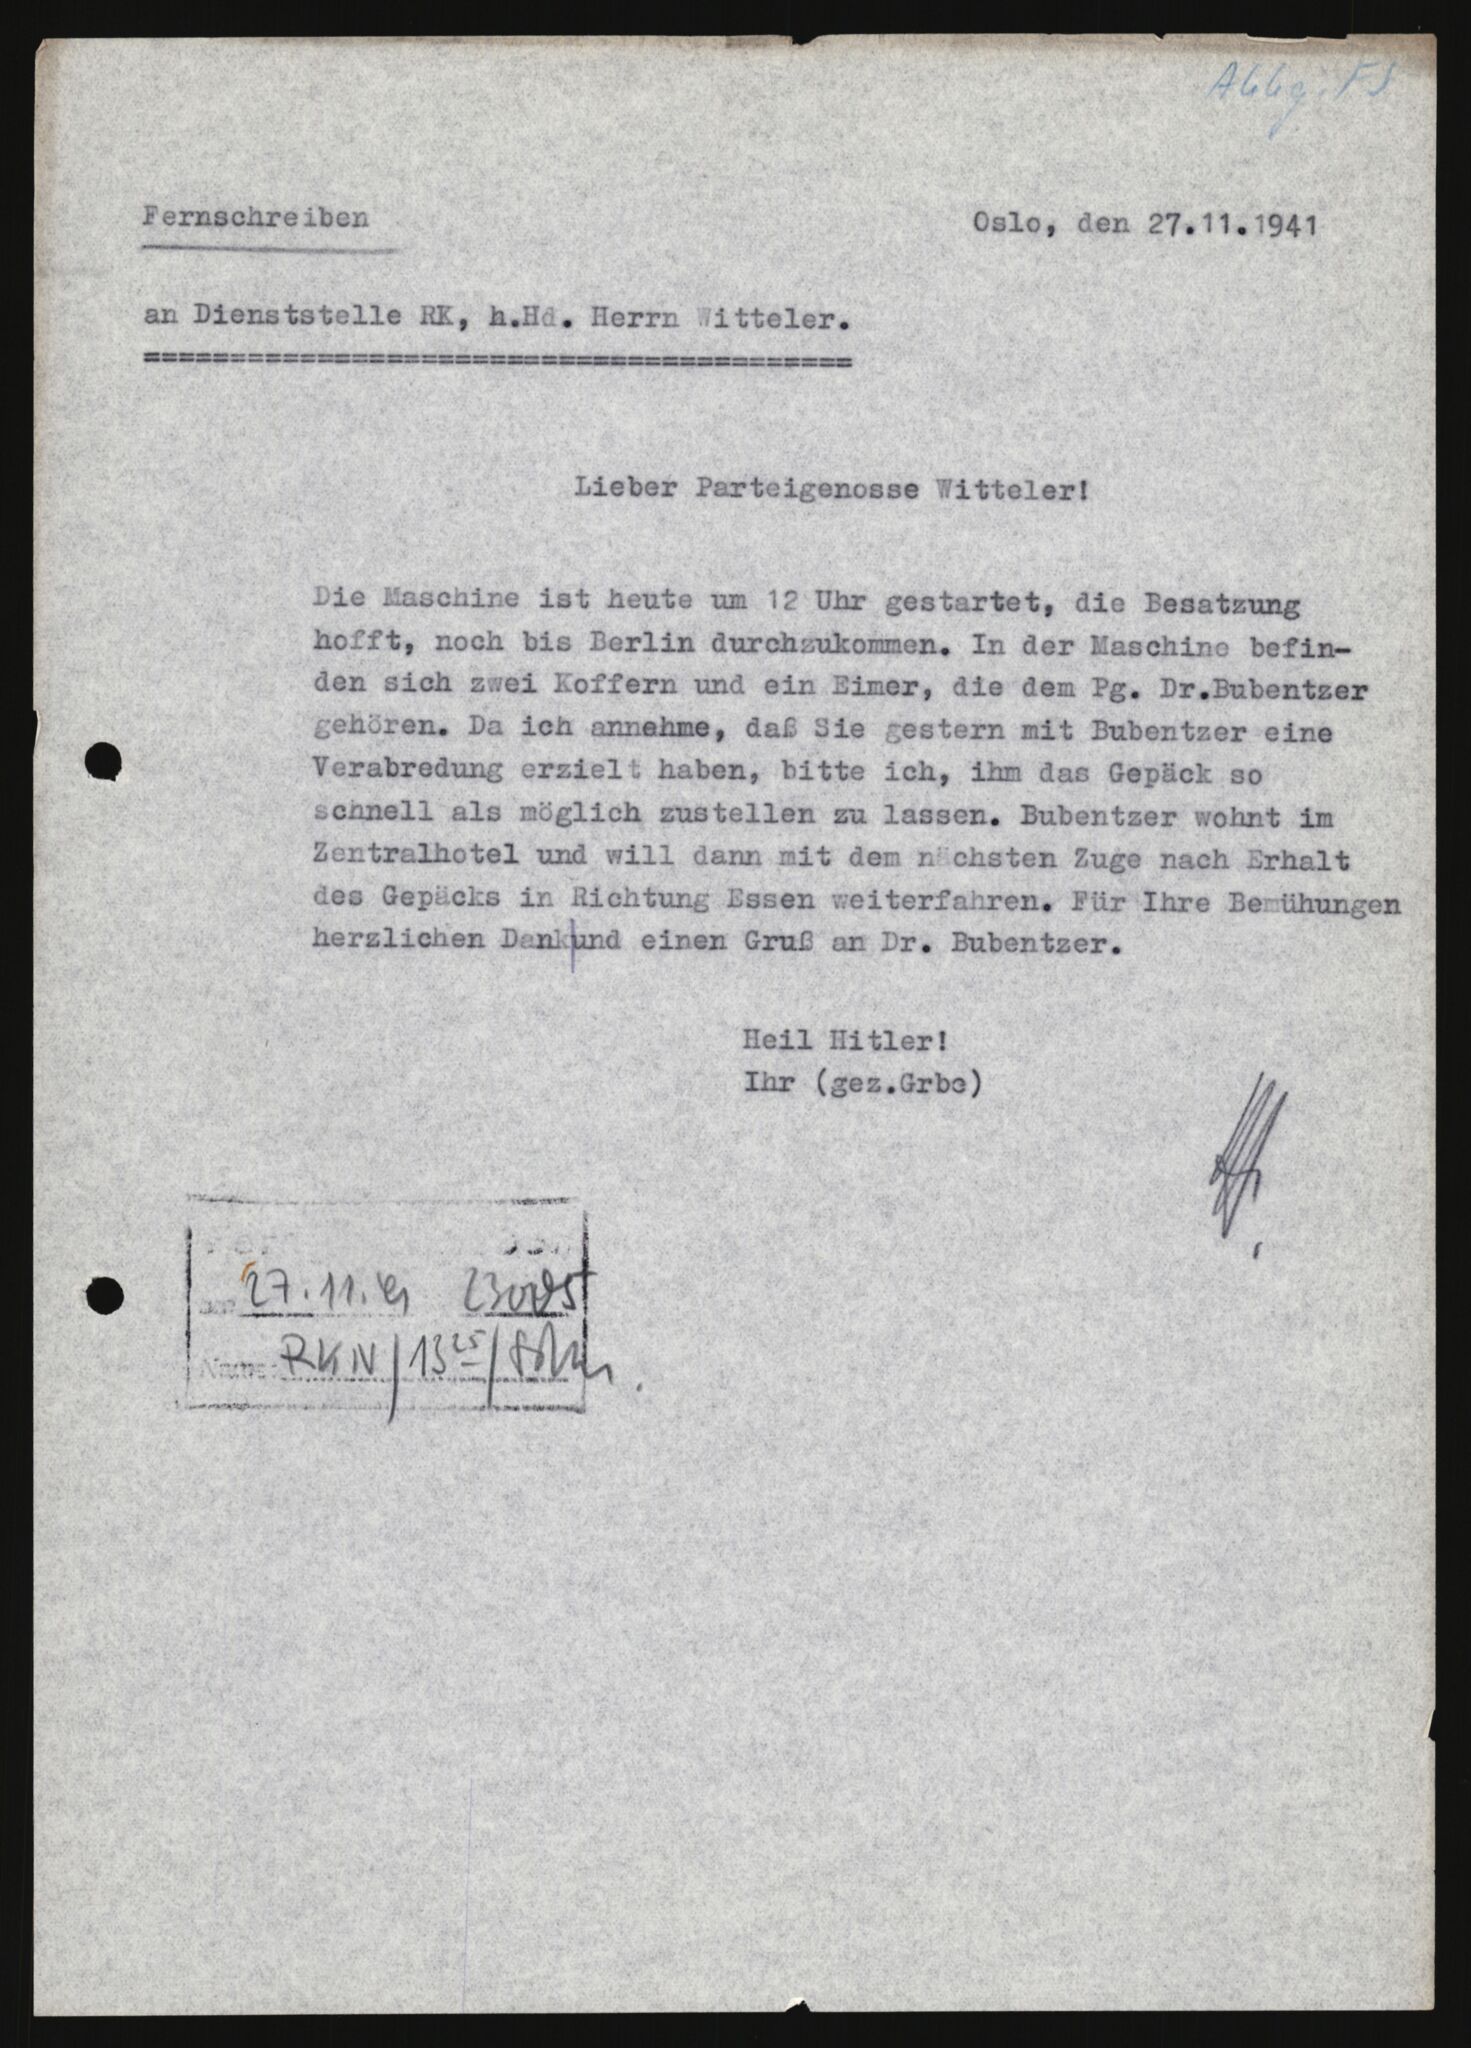 Abg. FS
Fernschreiben
Oslo, den 27.11.1941
an Dienststelle RK, h.Hd. Herrn Witteler.
=========================================
Lieber Parteigenosse Witteler!
Die Maschine ist heute um 12 Uhr gestartet, die Besatzung
hofft, noch bis Berlin durchzukommen. In der Maschine befin-
den sich zwei Koffern und ein Eimer, die dem Pg. Dr.Bubentzer
gehören. Da ich annehme, daß Sie gestern mit Bubentzer eine
Verabredung erzielt haben, bitte ich, ihm das Gepäck so
schnell als möglich zustellen zu lassen. Bubentzer wohnt im
Zentralhotel und will dann mit dem nächsten Zuge nach Erhalt
des Gepäcks in Richtung Essen weiterfahren. Für Ihre Bemühungen
herzlichen Dank und einen Gruß an Dr. Bubentzer.
Heil Hitler!
Ihr (gez.Grbe)
27.11.41
Name: RKN/13 25/